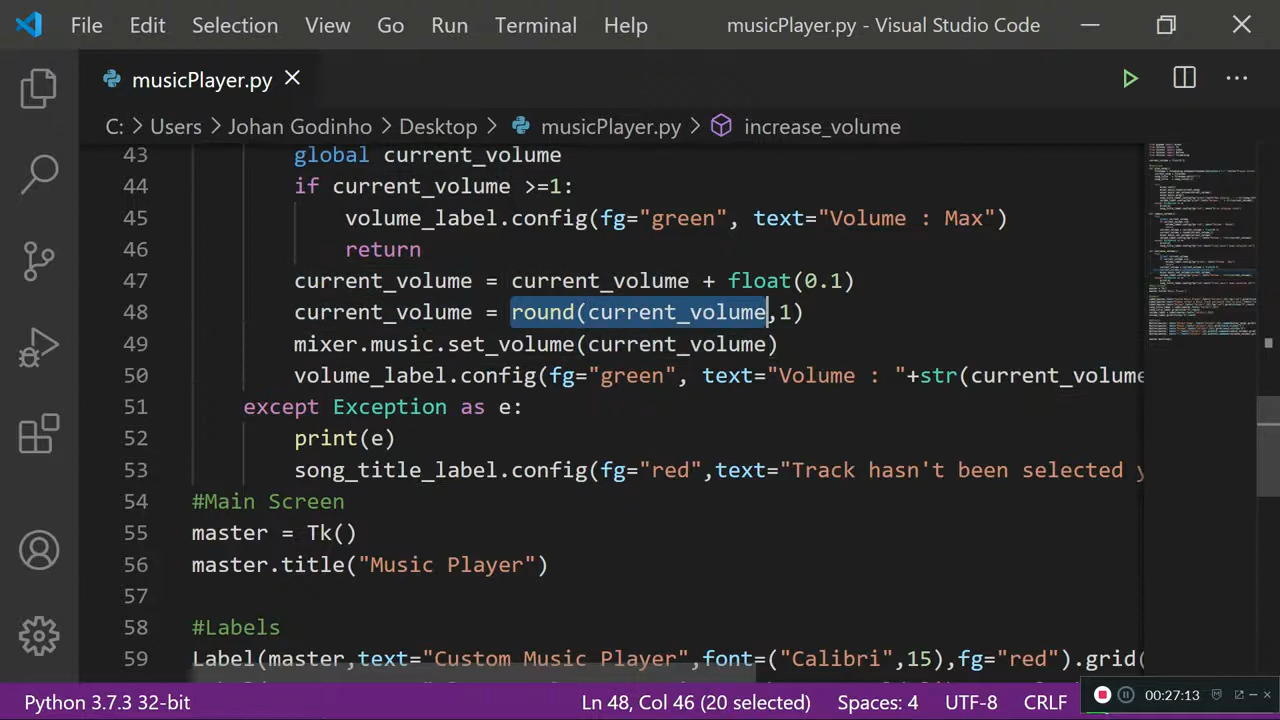 File Edit Selection View Go Run Terminal Help musicPlayer.py - Visual Studio Code
musicPlayer.py
C: > Users > Johan Godinho > Desktop > musicPlayer.py > increase_volume
43 global current_volume
44 if current_volume >=1:
45 volume_label.config(fg="green", text="Volume : Max")
46 return
47 current_volume = current_volume + float(0.1)
48 current_volume = round(current_volume,1)
49 mixer.music.set_volume(current_volume)
50 volume_label.config(fg="green", text="Volume : "+str(current_volume
51 except Exception as e:
52 print(e)
53 song_title_label.config(fg="red",text="Track hasn't been selected y
54 #Main Screen
55 master = Tk()
56 master.title("Music Player")
57
58 #Labels
59 Label(master,text="Custom Music Player",font=("Calibri",15),fg="red").grid(
Python 3.7.3 32-bit Ln 48, Col 46 (20 selected) Spaces: 4 UTF-8 CRLF 00:27:13